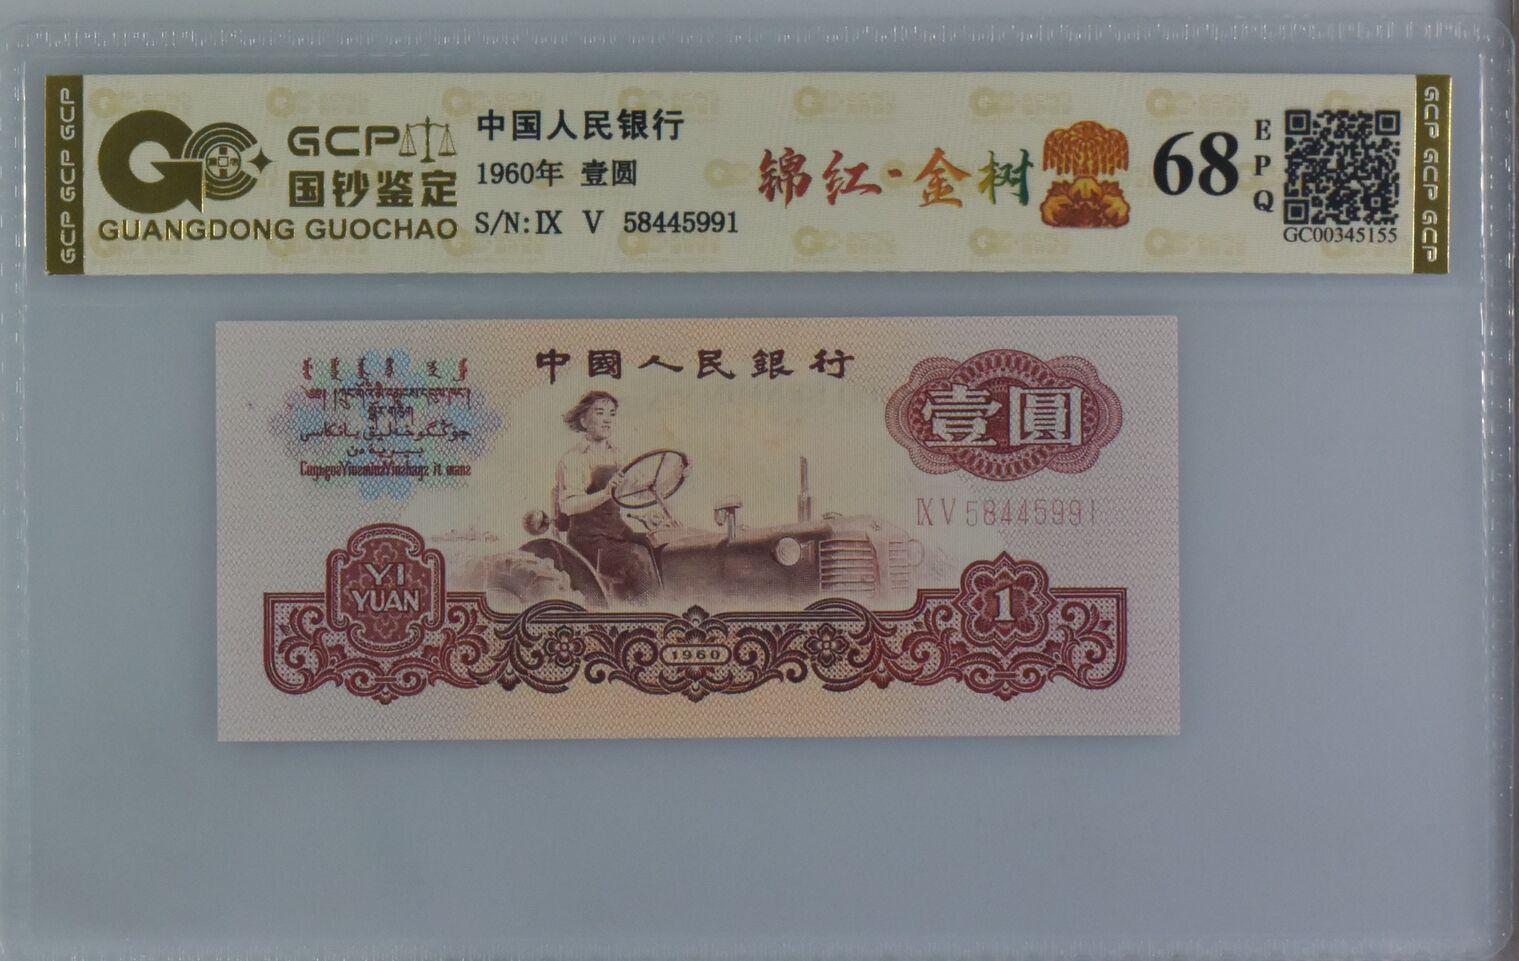 GCP GCP GCP
GCP
国钞鉴定
GUANGDONG GUOCHAO
中国人民银行
1960年 壹圆
S/N: IX V 58445991
锦红·金树
68
EPQ
GC00345155
GCP GCP GCP
中國人民銀行
壹圓
IX V 58445991
YI
YUAN
1
1960